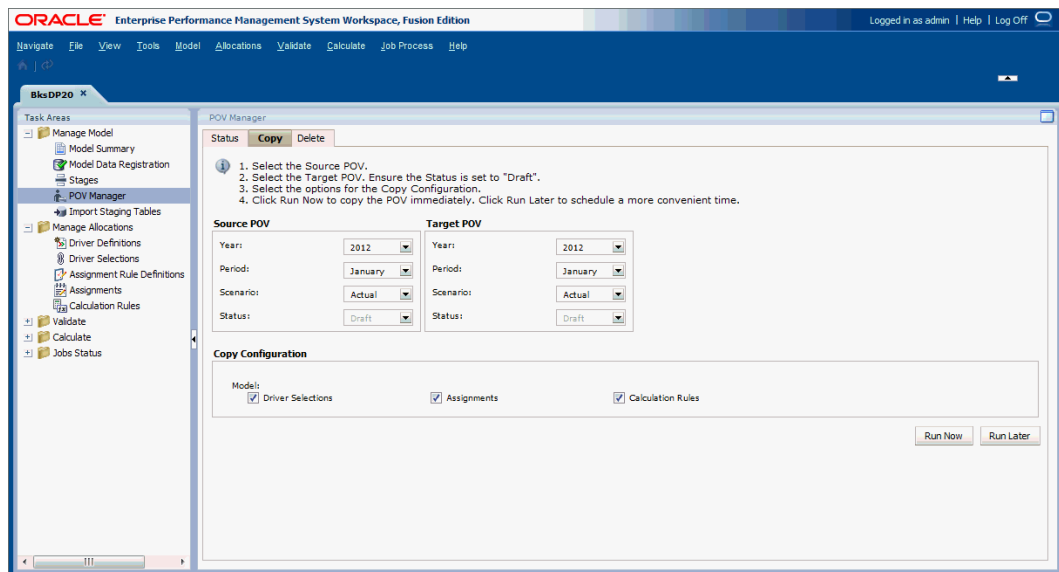 ORACLE® Enterprise Performance Management System Workspace, Fusion Edition
Logged in as admin | Help | Log Off
Navigate File View Tools Model Allocations Validate Calculate Job Process Help
BksDP20 ×
Task Areas
Manage Model
Model Summary
Model Data Registration
Stages
POV Manager
Import Staging Tables
Manage Allocations
Driver Definitions
Driver Selections
Assignment Rule Definitions
Assignments
Calculation Rules
Validate
Calculate
Jobs Status
POV Manager
Status Copy Delete
1. Select the Source POV.
2. Select the Target POV. Ensure the Status is set to "Draft".
3. Select the options for the Copy Configuration.
4. Click Run Now to copy the POV immediately. Click Run Later to schedule a more convenient time.
Source POV
Year: 2012
Period: January
Scenario: Actual
Status: Draft
Target POV
Year: 2012
Period: January
Scenario: Actual
Status: Draft
Copy Configuration
Model:
Driver Selections Assignments Calculation Rules
Run Now Run Later